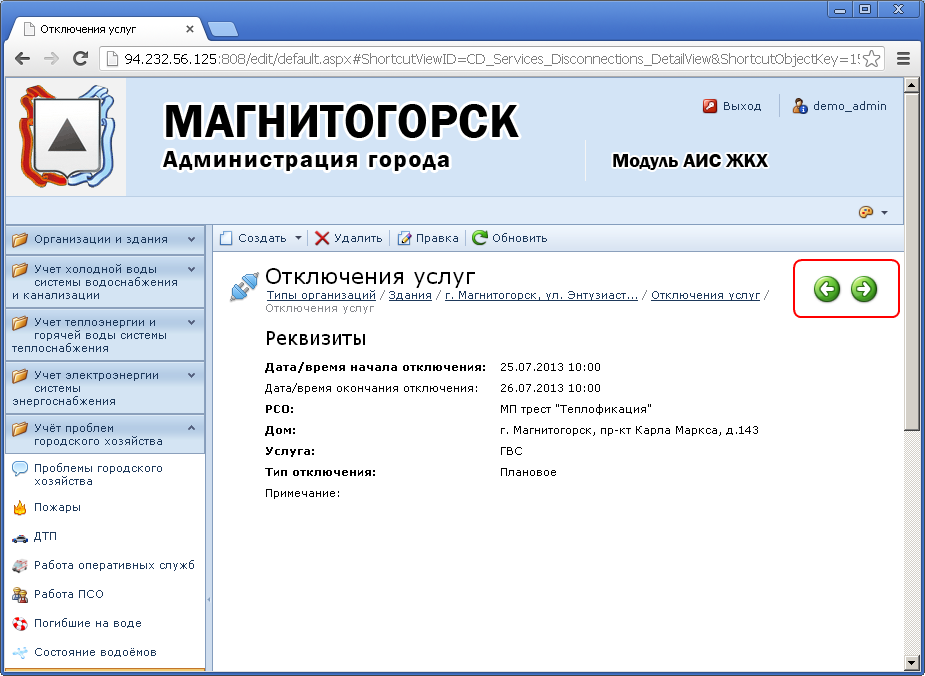 Отключения услуг
94.232.56.125:808/edit/default.aspx#ShortcutViewID=CD_Services_Disconnections_DetailView&ShortcutObjectKey=15
МАГНИТОГОРСК
Администрация города
Модуль АИС ЖКХ
Выход
demo_admin
Организации и здания
Учет холодной воды
системы водоснабжения
и канализации
Учет теплоэнергии и
горячей воды системы
теплоснабжения
Учет электроэнергии
системы
энергоснабжения
Учёт проблем
городского хозяйства
Проблемы городского
хозяйства
Пожары
ДТП
Работа оперативных служб
Работа ПСО
Погибшие на воде
Состояние водоёмов
Создать
Удалить
Правка
Обновить
Отключения услуг
Типы организаций / Здания / г. Магнитогорск, ул. Энтузиаст... / Отключения услуг /
Отключения услуг
Реквизиты
Дата/время начала отключения: 25.07.2013 10:00
Дата/время окончания отключения: 26.07.2013 10:00
РСО: МП трест "Теплофикация"
Дом: г. Магнитогорск, пр-кт Карла Маркса, д.143
Услуга: ГВС
Тип отключения: Плановое
Примечание: